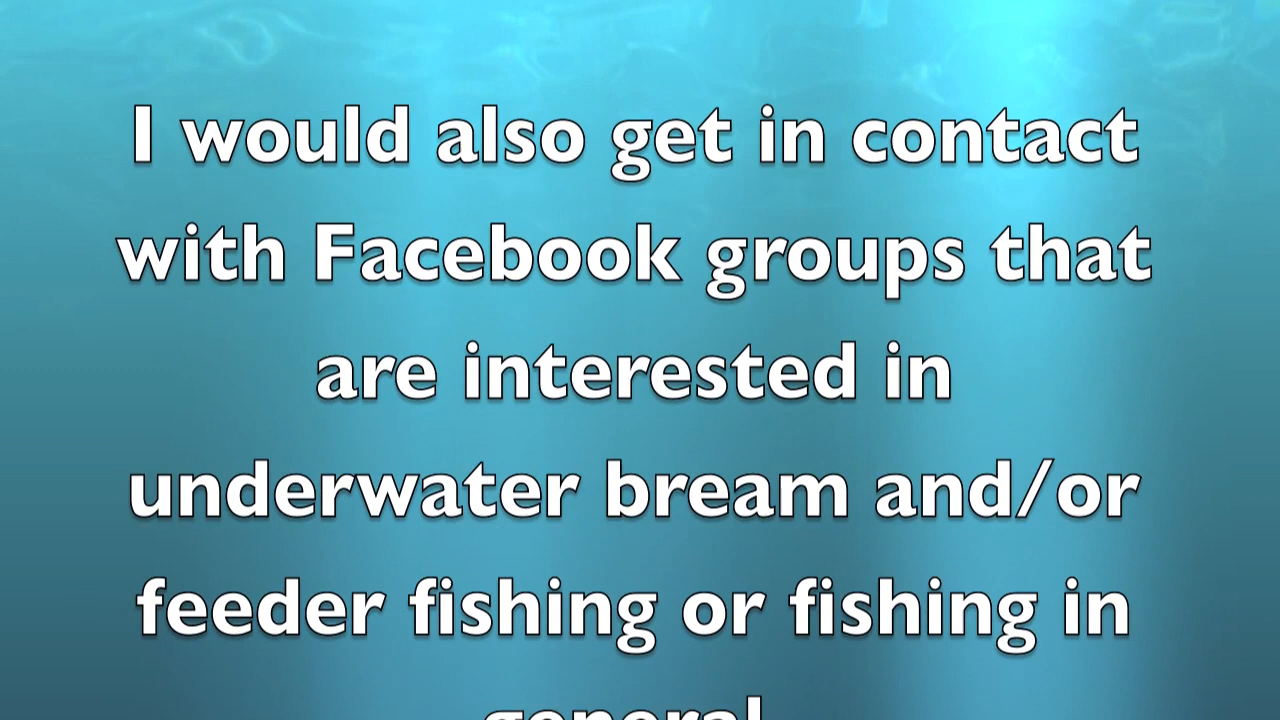 I would also get in contact
with Facebook groups that
are interested in
underwater bream and/or
feeder fishing or fishing in
general